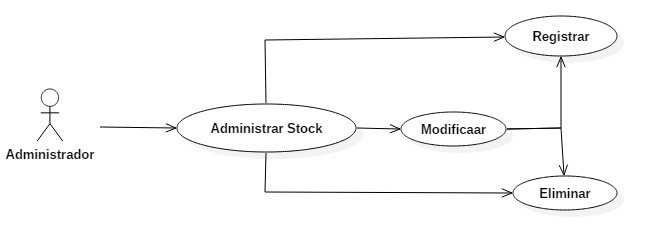 Registrar
Administrar Stock
Modificaar
Administrador
Eliminar